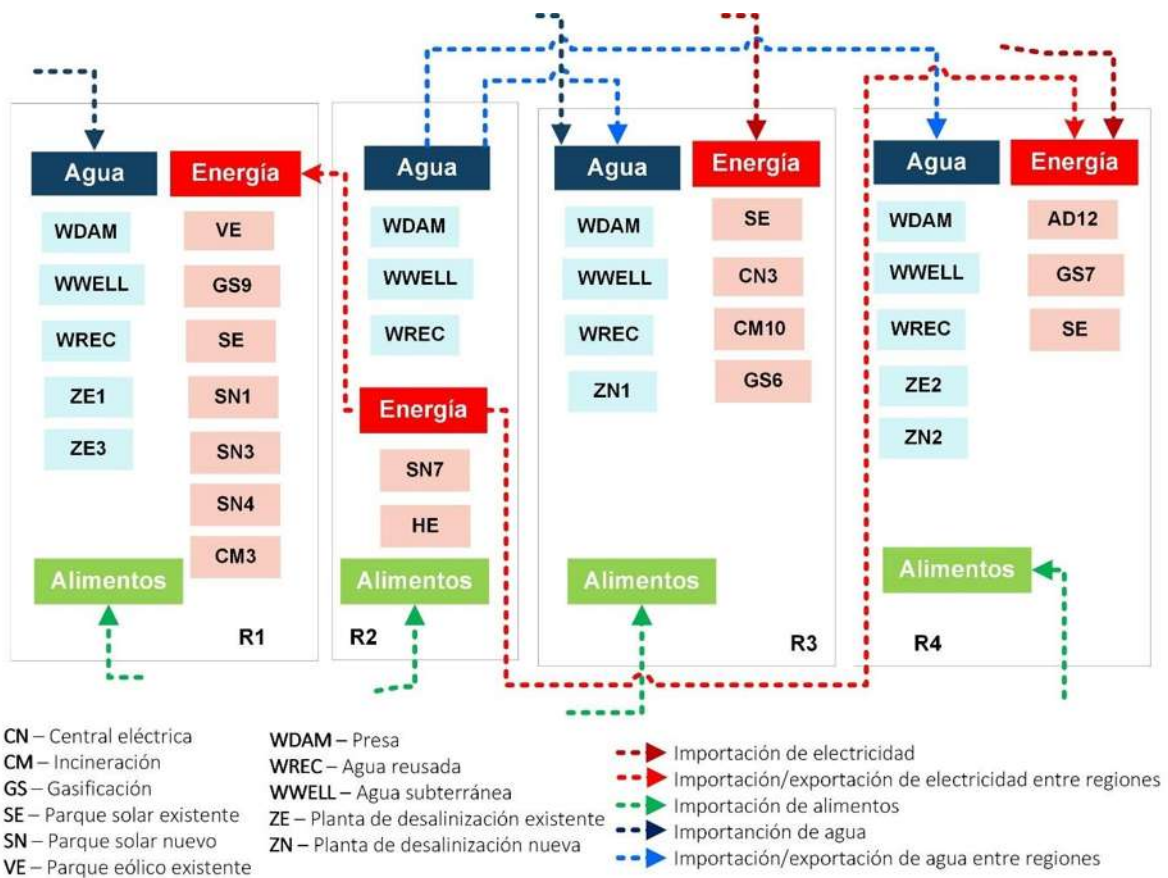 Agua
Energía
WDAM
VE
WWELL
GS9
WREC
SE
ZE1
SN1
ZE3
SN3
SN4
CM3
Alimentos
R1
Agua
WDAM
WWELL
WREC
Energía
SN7
HE
Alimentos
R2
Agua
Energía
WDAM
SE
WWELL
CN3
WREC
CM10
ZN1
GS6
Alimentos
R3
Agua
Energía
WDAM
AD12
WWELL
GS7
WREC
SE
ZE2
ZN2
Alimentos
R4
CN – Central eléctrica
CM – Incineración
GS – Gasificación
SE – Parque solar existente
SN – Parque solar nuevo
VE – Parque eólico existente
WDAM – Presa
WREC – Agua reusada
WWELL – Agua subterránea
ZE – Planta de desalinización existente
ZN – Planta de desalinización nueva
Importación de electricidad
Importación/exportación de electricidad entre regiones
Importación de alimentos
Importanción de agua
Importación/exportación de agua entre regiones